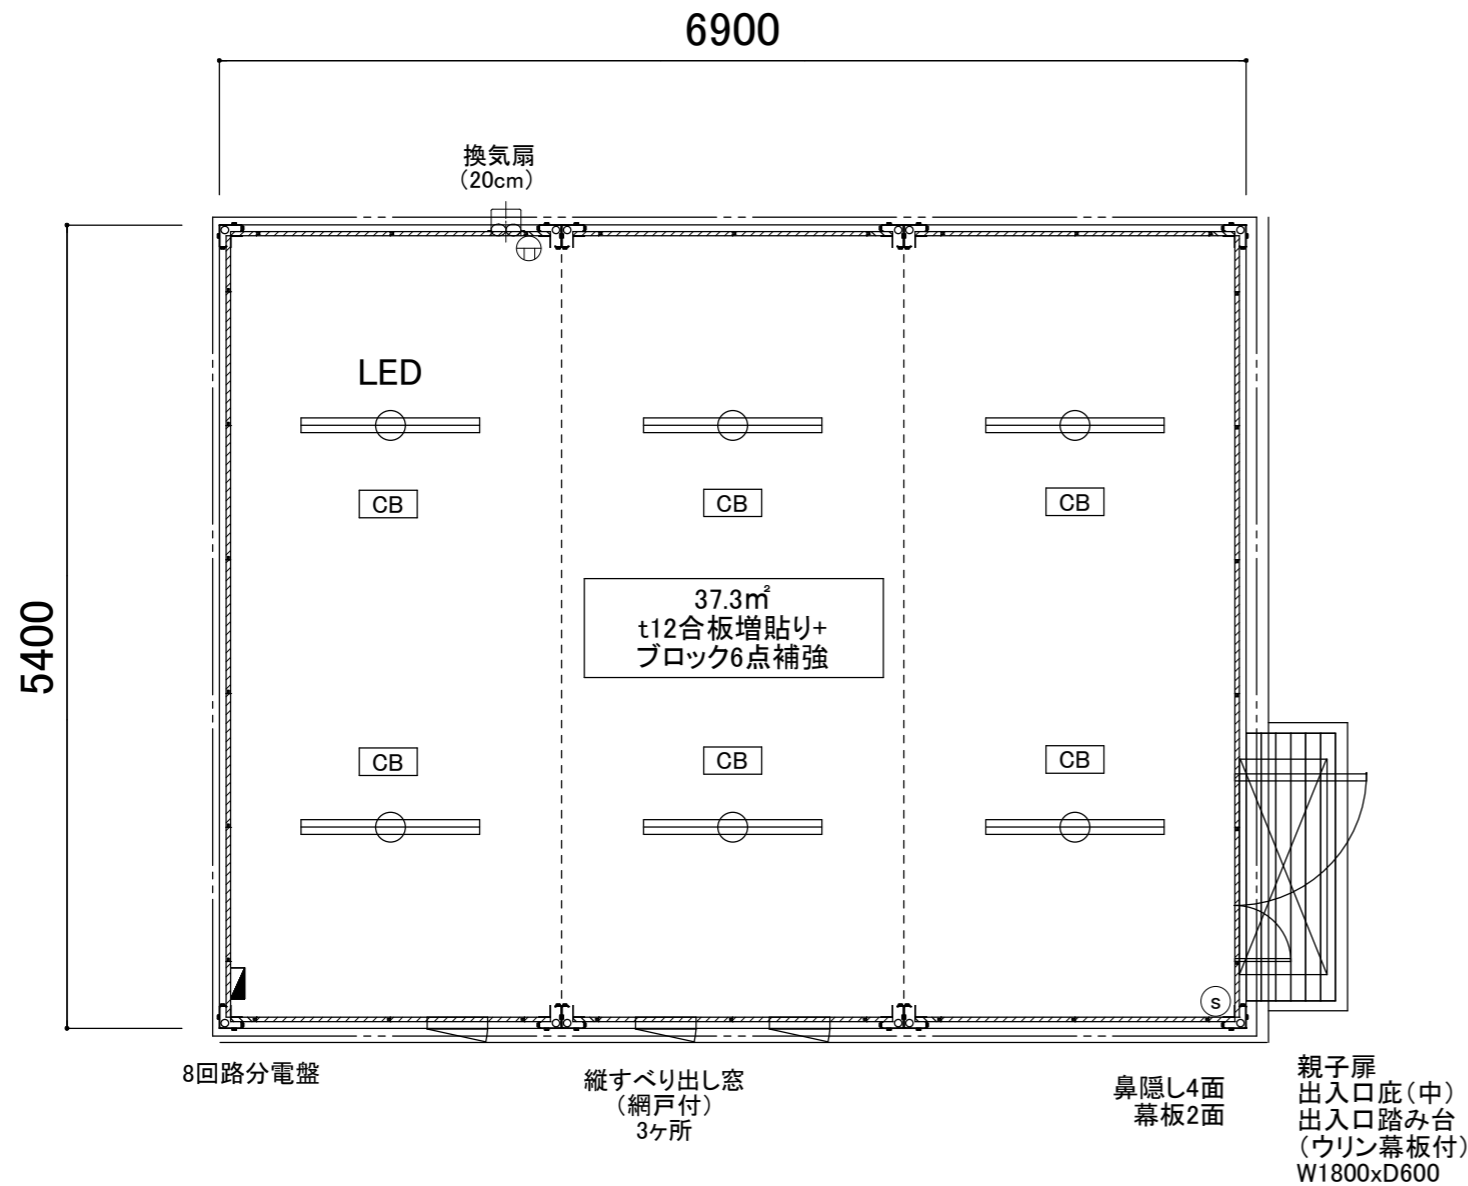 6900
換気扇
（20cm）
LED
CB
CB
CB
37.3㎡
t12合板増貼り+
ブロック6点補強
5400
CB
CB
CB
s
8回路分電盤
縦すべり出し窓
（網戸付）
3ヶ所
鼻隠し4面
幕板2面
親子扉
出入口庇（中）
出入口踏み台
（ウリン幕板付）
W1800xD600